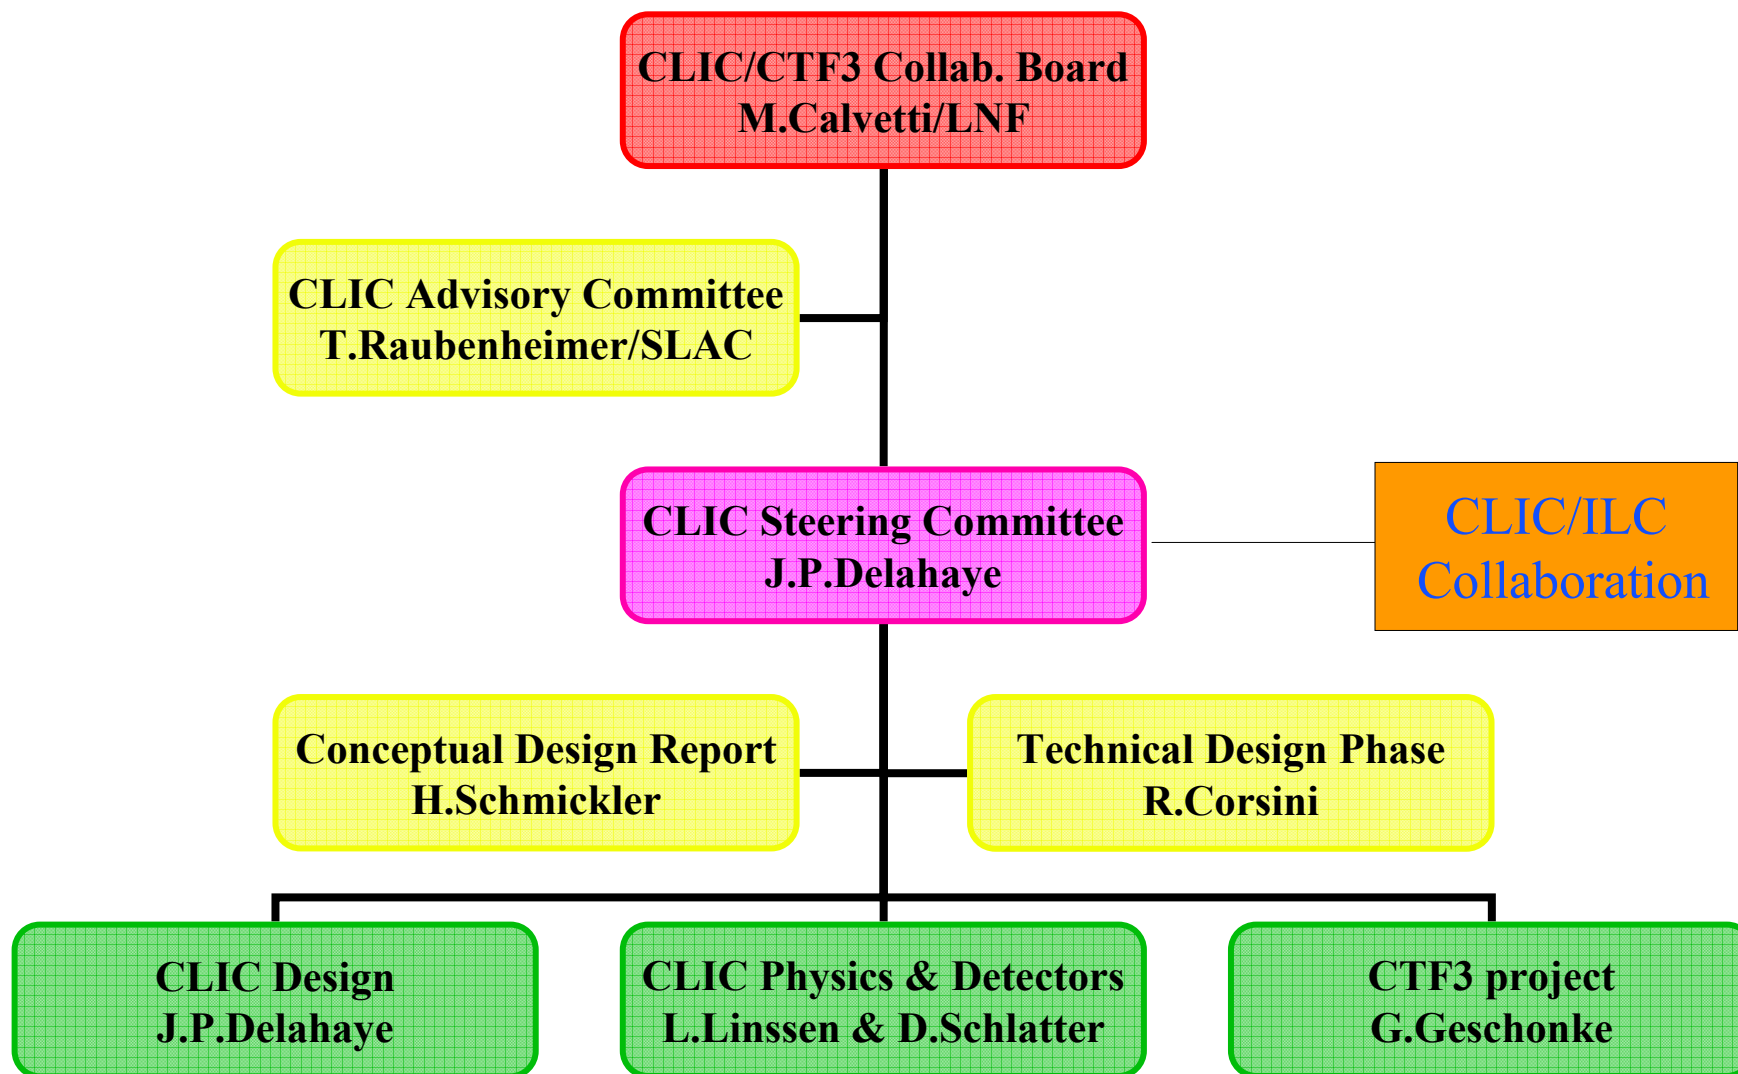 CLIC/CTF3 Collab. Board
M.Calvetti/LNF
CLIC Advisory Committee
T.Raubenheimer/SLAC
CLIC Steering Committee
J.P.Delahaye
CLIC/ILC
Collaboration
Conceptual Design Report
H.Schmickler
Technical Design Phase
R.Corsini
CLIC Design
J.P.Delahaye
CLIC Physics & Detectors
L.Linssen & D.Schlatter
CTF3 project
G.Geschonke